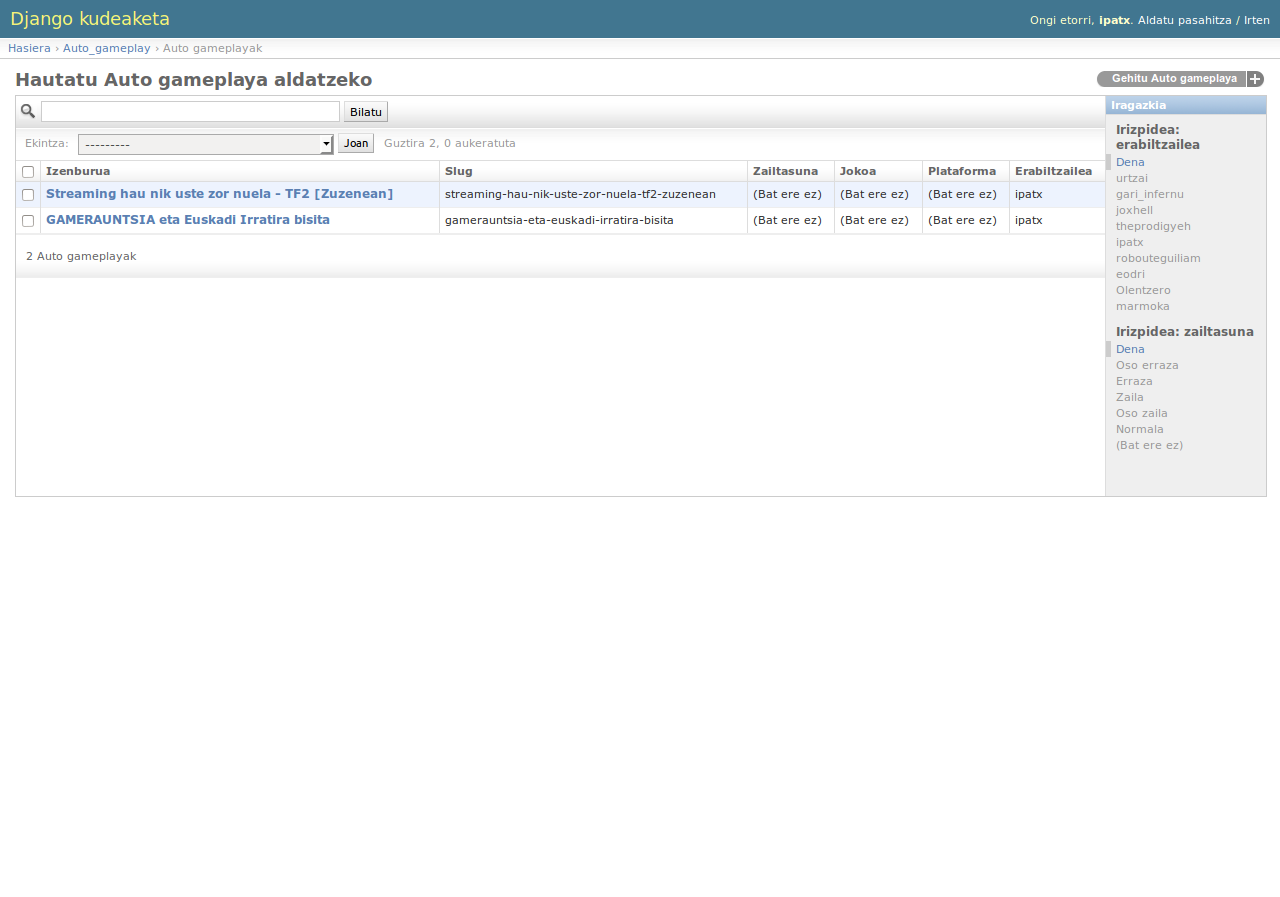 Django kudeaketa
Ongi etorri, ipatx. Aldatu pasahitza / Irten
Hasiera › Auto_gameplay › Auto gameplayak
Hautatu Auto gameplaya aldatzeko
Gehitu Auto gameplaya +
Bilatu
Ekintza: --------- Joan Guztira 2, 0 aukeratuta
Izenburua Slug Zailtasuna Jokoa Plataforma Erabiltzailea
Streaming hau nik uste zor nuela - TF2 [Zuzenean] streaming-hau-nik-uste-zor-nuela-tf2-zuzenean (Bat ere ez) (Bat ere ez) (Bat ere ez) ipatx
GAMERAUNTSIA eta Euskadi Irratira bisita gamerauntsia-eta-euskadi-irratira-bisita (Bat ere ez) (Bat ere ez) (Bat ere ez) ipatx
2 Auto gameplayak
Iragazkia
Irizpidea:
erabiltzailea
Dena
urtzai
gari_infernu
joxhell
theprodigyeh
ipatx
robouteguiliam
eodri
Olentzero
marmoka
Irizpidea: zailtasuna
Dena
Oso erraza
Erraza
Zaila
Oso zaila
Normala
(Bat ere ez)